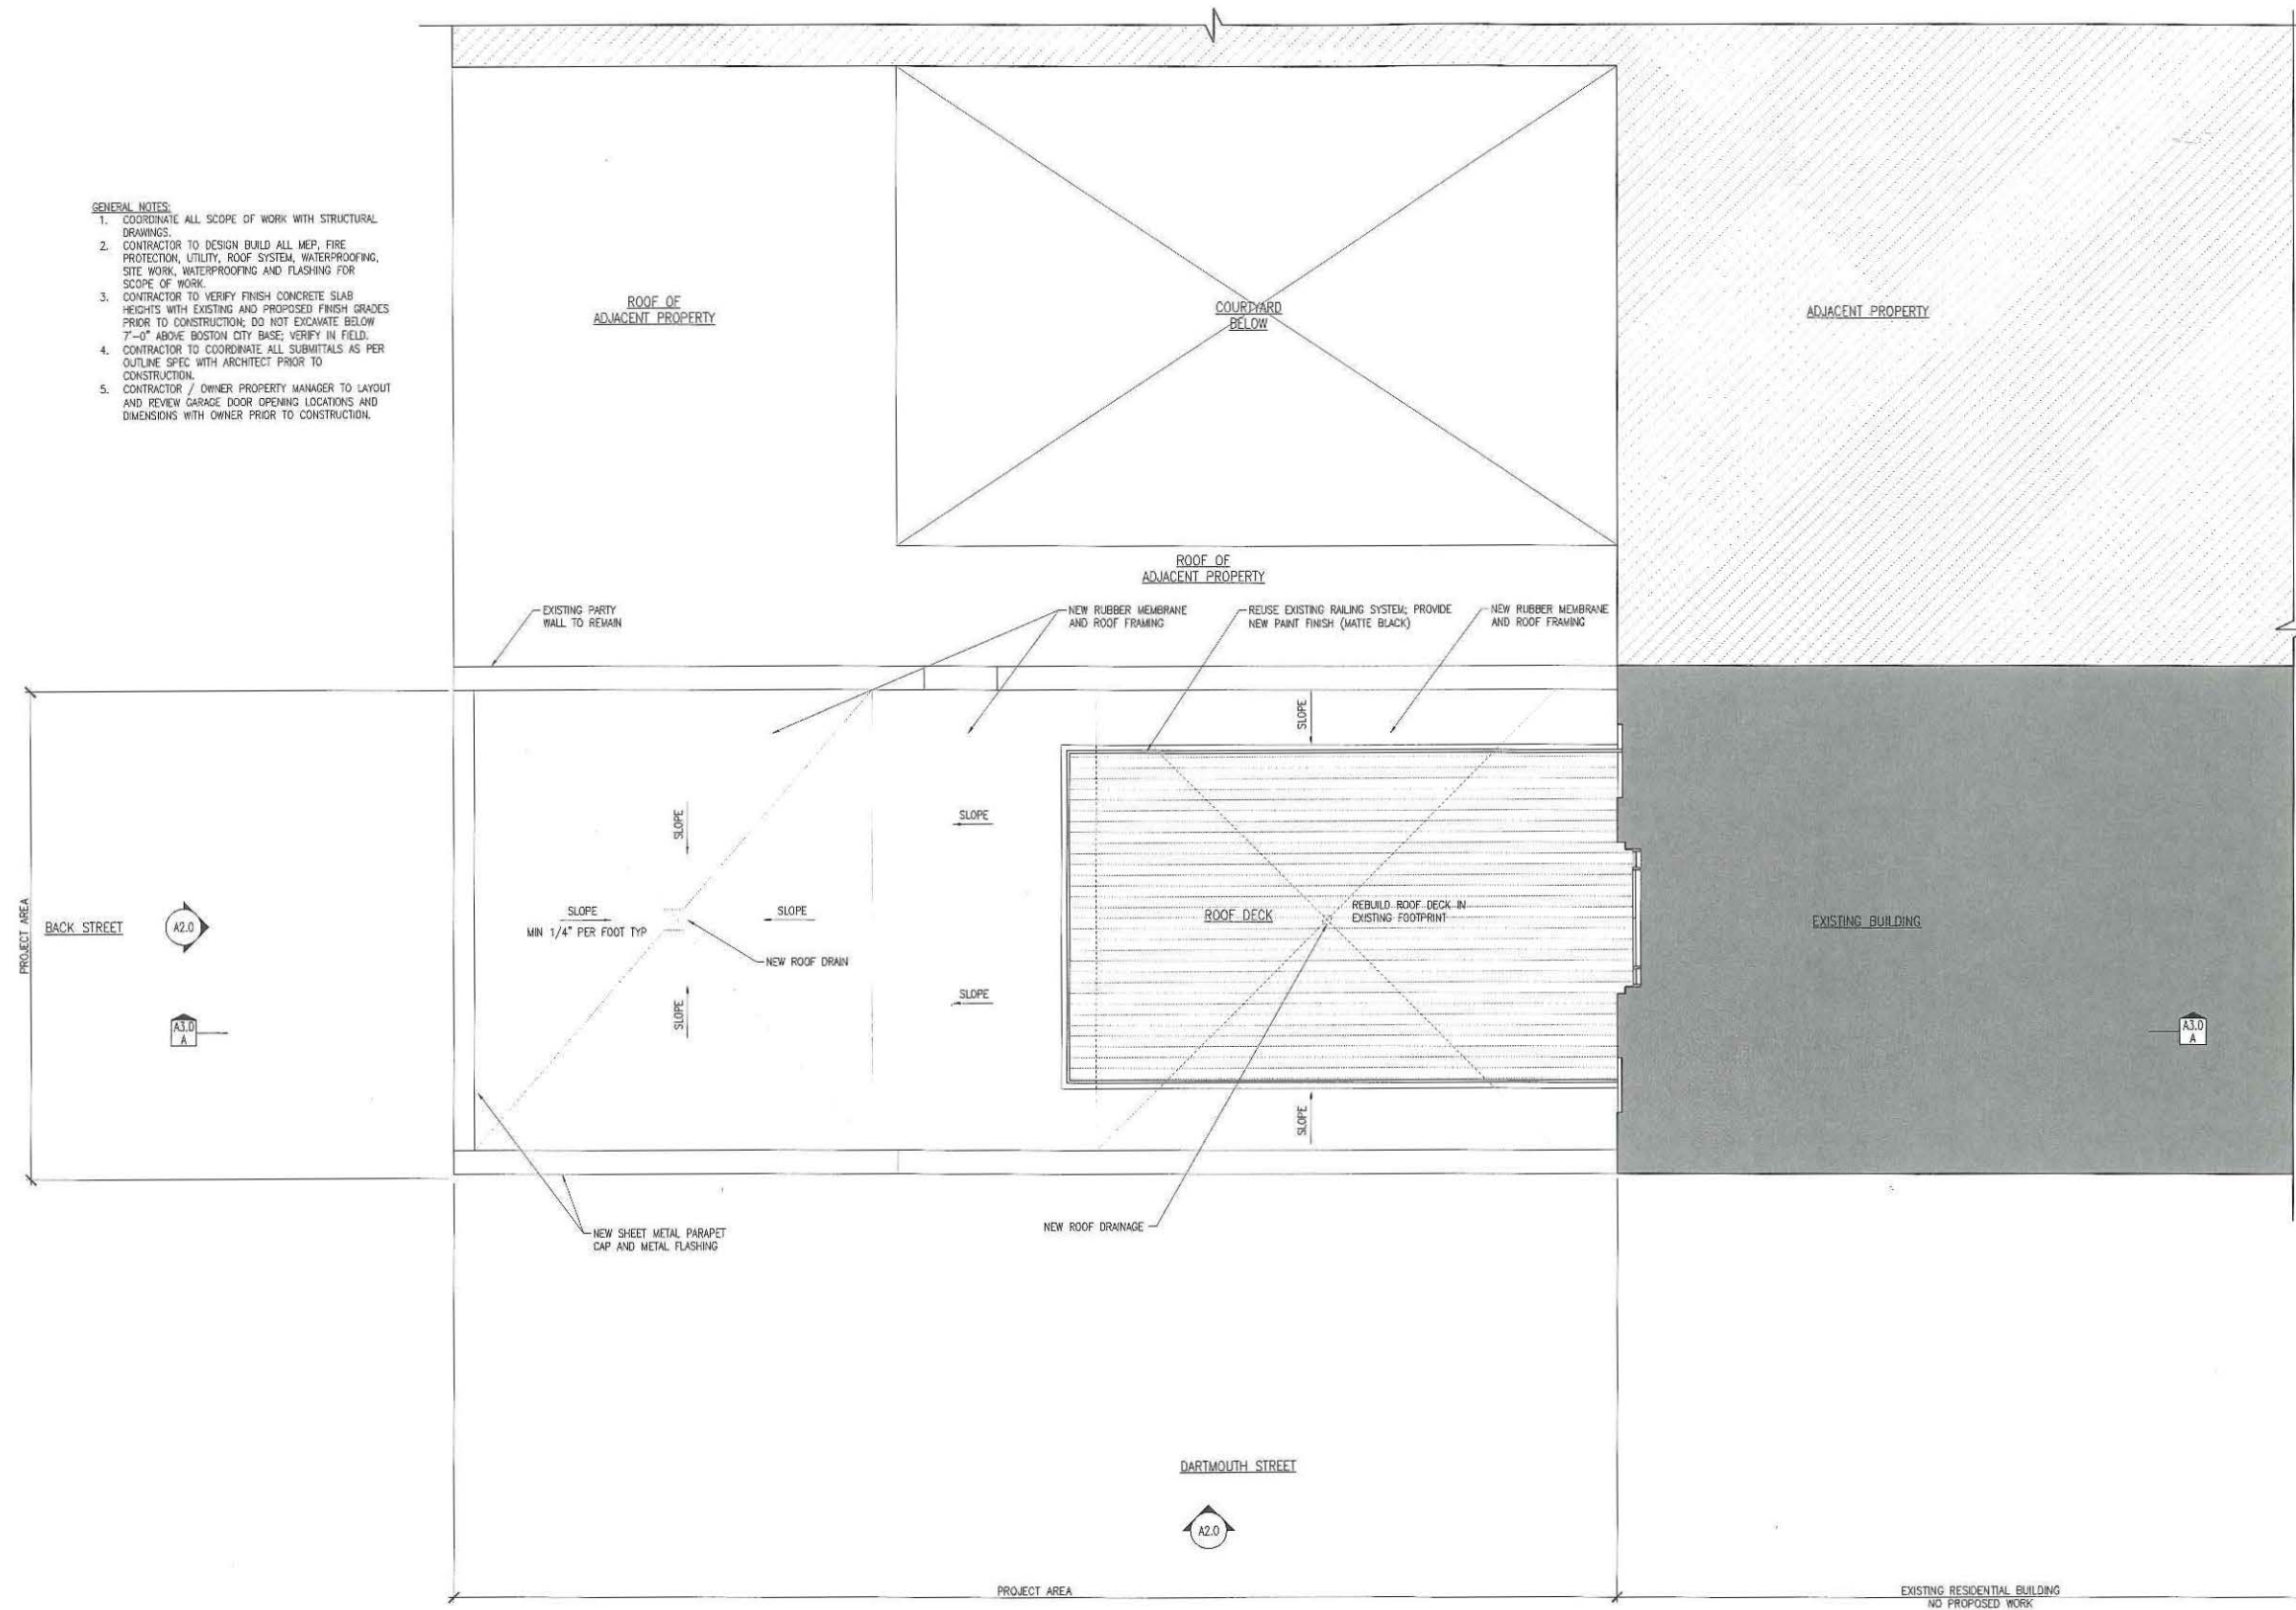 GENERAL NOTES:
1. COORDINATE ALL SCOPE OF WORK WITH STRUCTURAL
DRAWINGS.
2. CONTRACTOR TO DESIGN BUILD ALL MEP, FIRE
PROTECTION, UTILITY, ROOF SYSTEM, WATERPROOFING,
SITE WORK, WATERPROOFING AND FLASHING FOR
SCOPE OF WORK.
3. CONTRACTOR TO VERIFY FINISH CONCRETE SLAB
HEIGHTS WITH EXISTING AND PROPOSED FINISH GRADES
PRIOR TO CONSTRUCTION; DO NOT EXCAVATE BELOW
7'-0" ABOVE BOSTON CITY BASE; VERIFY IN FIELD.
4. CONTRACTOR TO COORDINATE ALL SUBMITTALS AS PER
OUTLINE SPEC WITH ARCHITECT PRIOR TO
CONSTRUCTION.
5. CONTRACTOR / OWNER PROPERTY MANAGER TO LAYOUT
AND REVIEW GARAGE DOOR OPENING LOCATIONS AND
DIMENSIONS WITH OWNER PRIOR TO CONSTRUCTION.
ROOF OF
ADJACENT PROPERTY
COURTYARD
BELOW
ADJACENT PROPERTY
ROOF OF
ADJACENT PROPERTY
EXISTING PARTY
WALL TO REMAIN
NEW RUBBER MEMBRANE
AND ROOF FRAMING
REUSE EXISTING RAILING SYSTEM; PROVIDE
NEW PAINT FINISH (MATTE BLACK)
NEW RUBBER MEMBRANE
AND ROOF FRAMING
SLOPE
SLOPE
SLOPE
PROJECT AREA
BACK STREET
A2.0
SLOPE
MIN 1/4" PER FOOT TYP
SLOPE
NEW ROOF DRAIN
ROOF DECK
REBUILD ROOF DECK IN
EXISTING FOOTPRINT
EXISTING BUILDING
SLOPE
SLOPE
A3.0
A
A3.0
A
SLOPE
NEW SHEET METAL PARAPET
CAP AND METAL FLASHING
NEW ROOF DRAINAGE
DARTMOUTH STREET
A2.0
PROJECT AREA
EXISTING RESIDENTIAL BUILDING
NO PROPOSED WORK